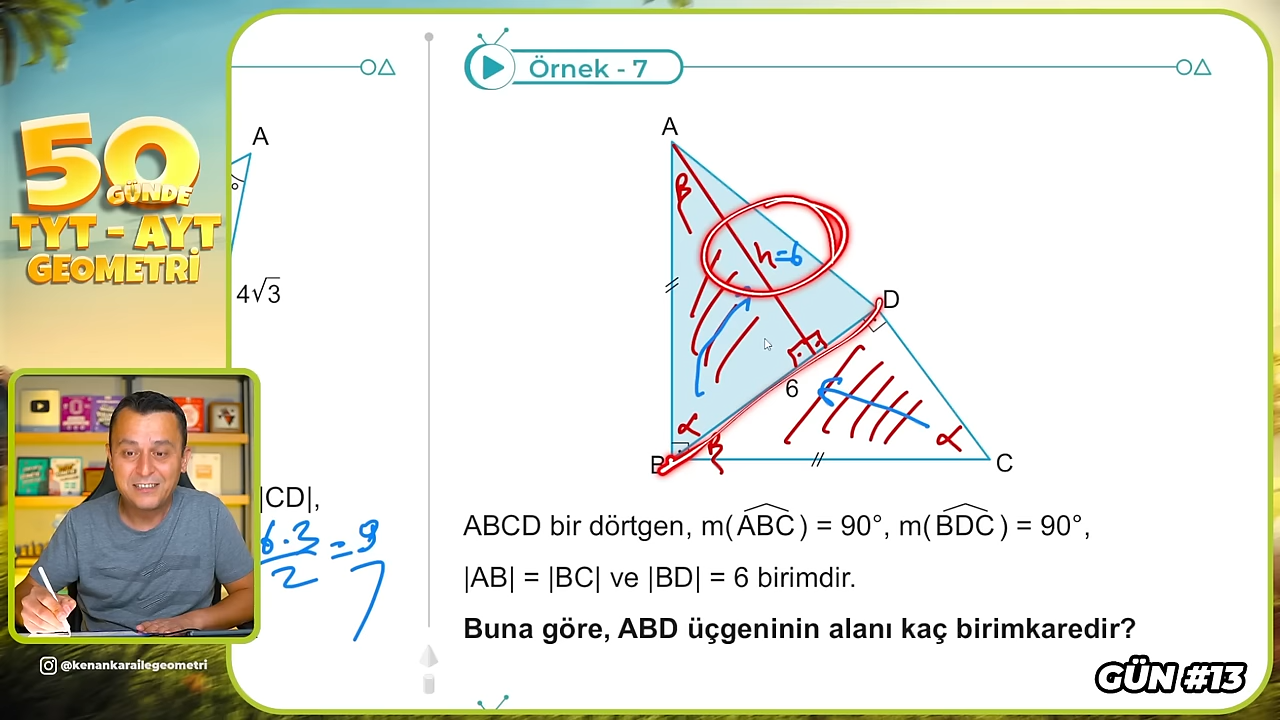 50
GÜNDE
TYT - AYT
GEOMETRİ
A
4√3
|CD|,
6.3/2 = 9
@kenankarailegeometri
Örnek - 7
A
β
h=6
D
6
α
B
β
α
C
ABCD bir dörtgen, m(ABC) = 90°, m(BDC) = 90°,
|AB| = |BC| ve |BD| = 6 birimdir.
Buna göre, ABD üçgeninin alanı kaç birimkaredir?
GÜN #13